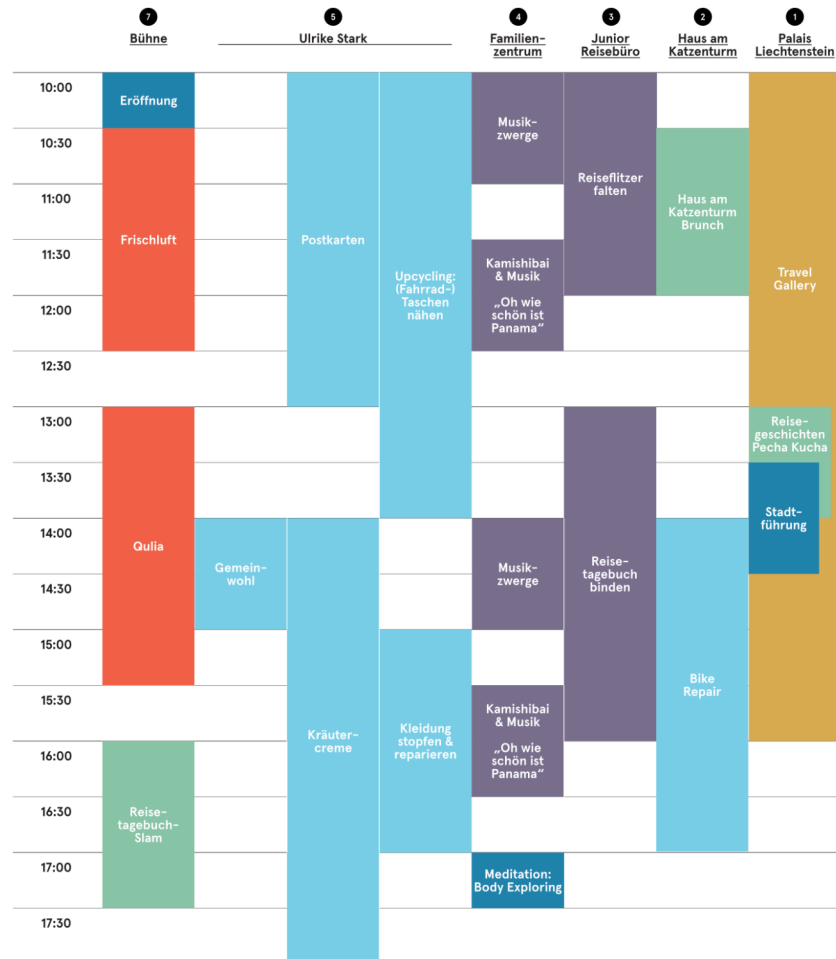 7
5
4
3
2
1
Bühne
Ulrike Stark
Familien-
zentrum
Junior
Reisebüro
Haus am
Katzenturm
Palais
Liechtenstein
10:00
10:30
11:00
11:30
12:00
12:30
13:00
13:30
14:00
14:30
15:00
15:30
16:00
16:30
17:00
17:30
Eröffnung
Frischluft
Qulia
Reise-
tagebuch-
Slam
Gemein-
wohl
Postkarten
Kräuter-
creme
Upcycling:
(Fahrrad-)
Taschen
nähen
Kleidung
stopfen &
reparieren
Musik-
zwerge
Kamishibai
& Musik
„Oh wie
schön ist
Panama“
Musik-
zwerge
Kamishibai
& Musik
„Oh wie
schön ist
Panama“
Meditation:
Body Exploring
Reiseflitzer
falten
Reise-
tagebuch
binden
Haus am
Katzenturm
Brunch
Bike
Repair
Travel
Gallery
Reise-
geschichten
Pecha Kucha
Stadt-
führung